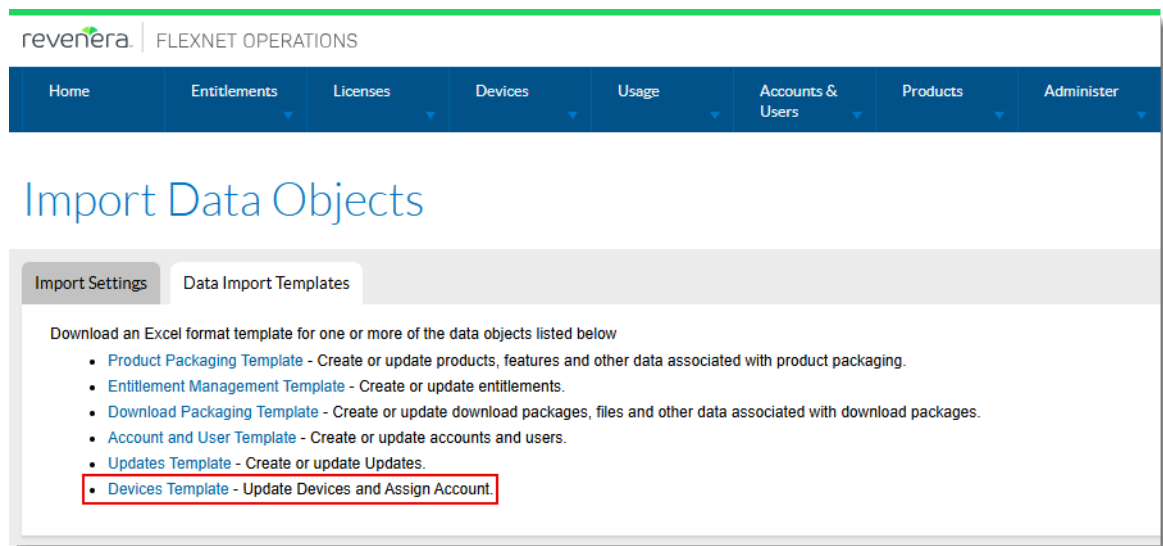 revenera. FLEXNET OPERATIONS
Home Entitlements Licenses Devices Usage Accounts & Users Products Administer
Import Data Objects
Import Settings Data Import Templates
Download an Excel format template for one or more of the data objects listed below
• Product Packaging Template - Create or update products, features and other data associated with product packaging.
• Entitlement Management Template - Create or update entitlements.
• Download Packaging Template - Create or update download packages, files and other data associated with download packages.
• Account and User Template - Create or update accounts and users.
• Updates Template - Create or update Updates.
• Devices Template - Update Devices and Assign Account.